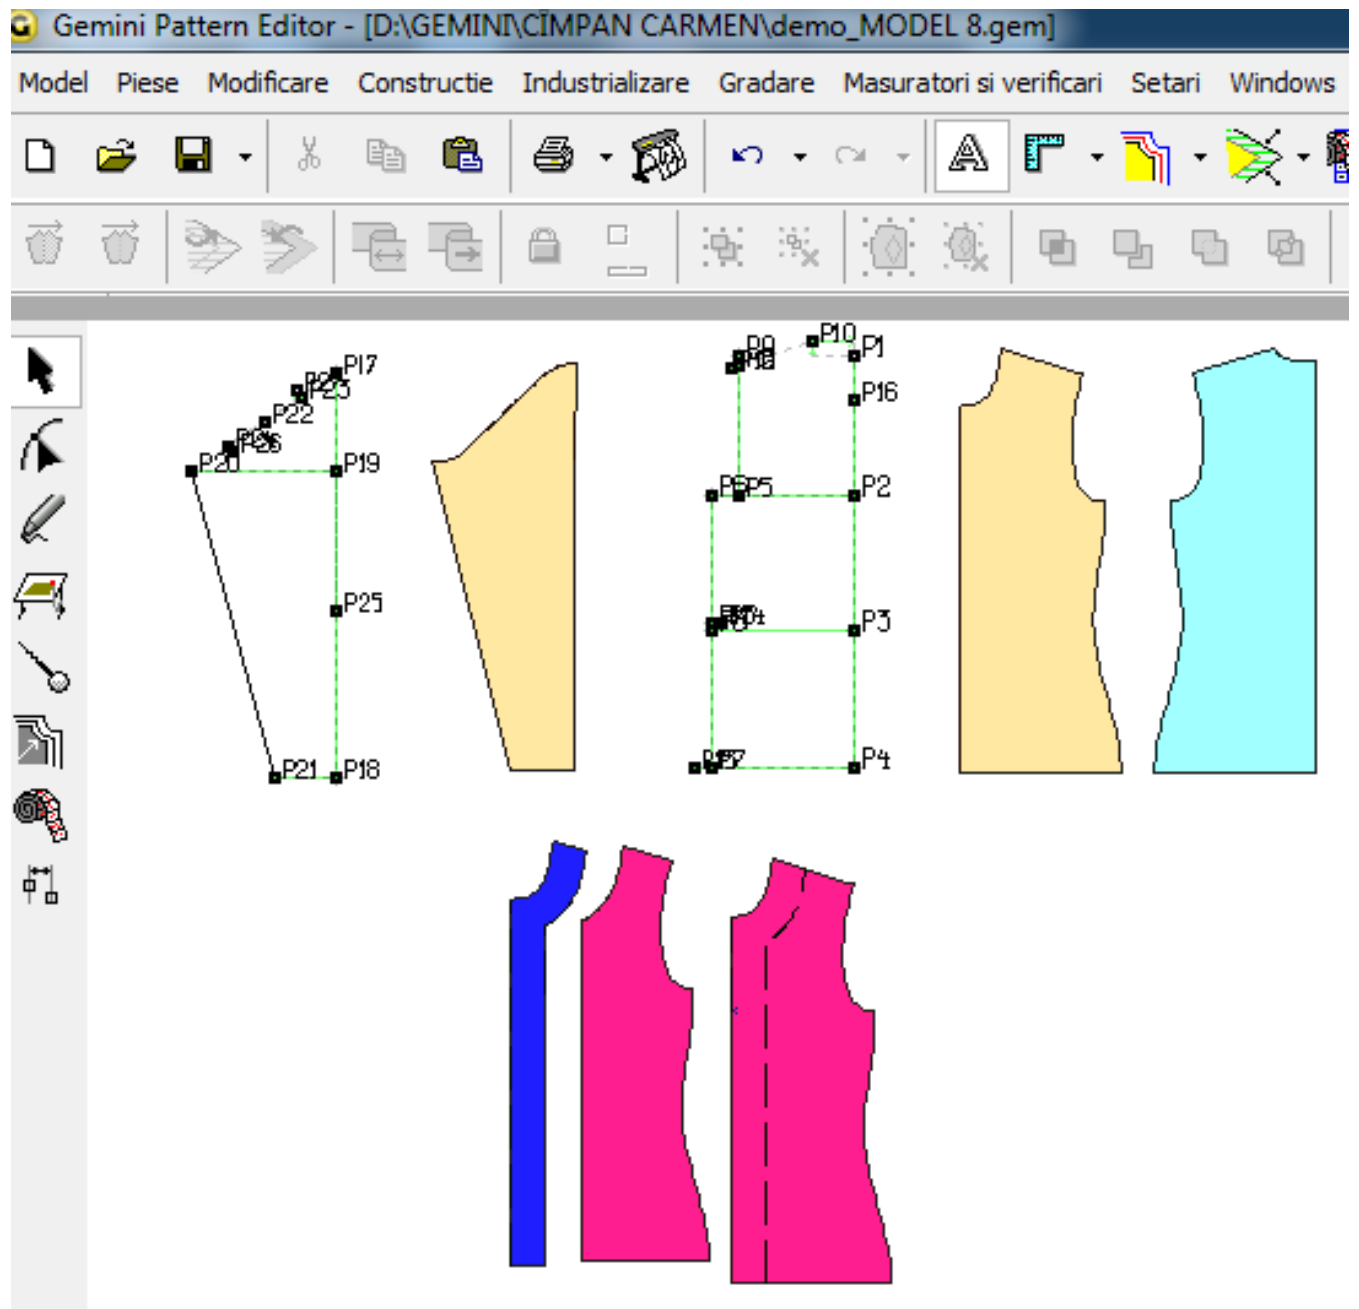 Gemini Pattern Editor - [D:\GEMINI\CÎMPAN CARMEN\demo_MODEL 8.gem]
Model Piese Modificare Constructie Industrializare Gradare Masuratori si verificari Setari Windows
P10
P1
P17
P16
P22
P20
P19
P5
P2
P25
P3
P21
P18
P4